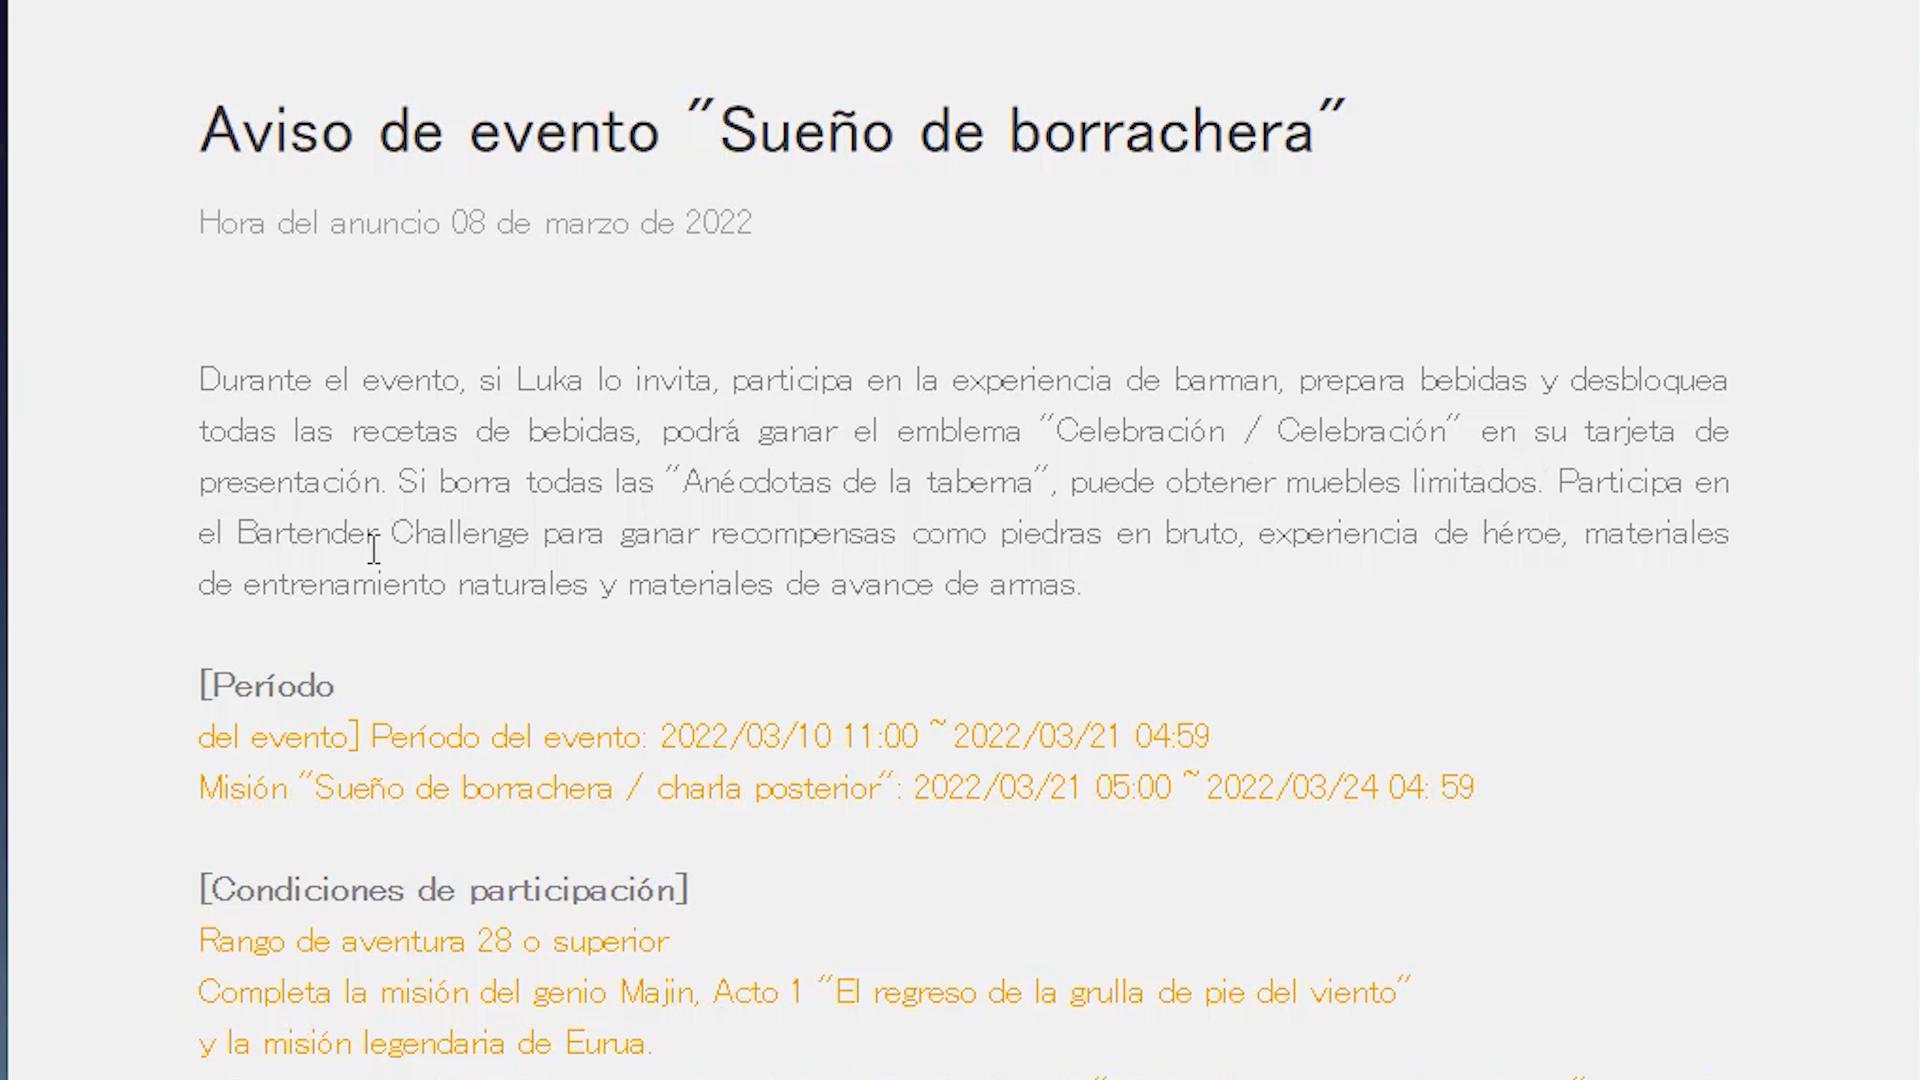 Aviso de evento "Sueño de borrachera"
Hora del anuncio 08 de marzo de 2022
Durante el evento, si Luka lo invita, participa en la experiencia de barman, prepara bebidas y desbloquea
todas las recetas de bebidas, podrá ganar el emblema "Celebración / Celebración" en su tarjeta de
presentación. Si borra todas las "Anécdotas de la taberna", puede obtener muebles limitados. Participa en
el Bartender Challenge para ganar recompensas como piedras en bruto, experiencia de héroe, materiales
de entrenamiento naturales y materiales de avance de armas.
[Período
del evento] Período del evento: 2022/03/10 11:00 ~ 2022/03/21 04:59
Misión "Sueño de borrachera / charla posterior": 2022/03/21 05:00 ~ 2022/03/24 04: 59
[Condiciones de participación]
Rango de aventura 28 o superior
Completa la misión del genio Majin, Acto 1 "El regreso de la grulla de pie del viento"
y la misión legendaria de Eurua.